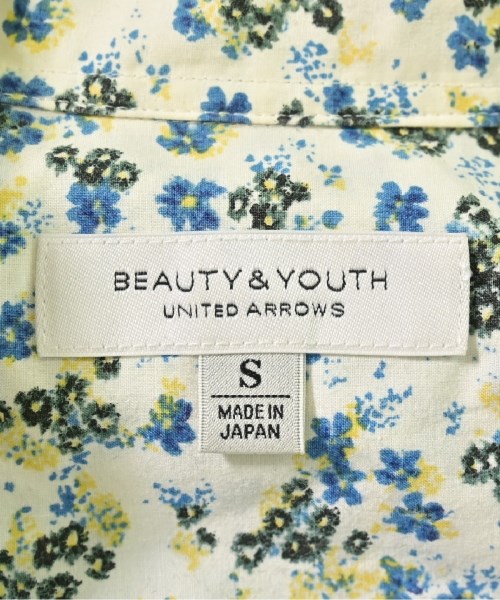 BEAUTY & YOUTH
UNITED ARROWS
S
MADE IN
JAPAN